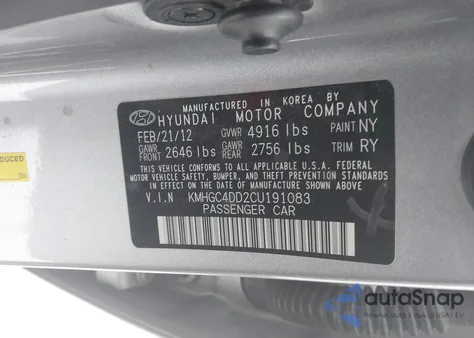 MANUFACTURED IN KOREA BY
HYUNDAI MOTOR COMPANY
FEB/21/12 GVWR 4916 lbs PAINT NY
GAWR FRONT 2646 lbs GAWR REAR 2756 lbs TRIM RY
THIS VEHICLE CONFORMS TO ALL APPLICABLE U.S.A. FEDERAL
MOTOR VEHICLE SAFETY, BUMPER, AND THEFT PREVENTION
STANDARDS IN EFFECT ON THE DATE OF MANUFACTURE
SHOWN ABOVE.
V.I.N KMHGC4DD2CU191083
PASSENGER CAR
DUCED
autoSnap